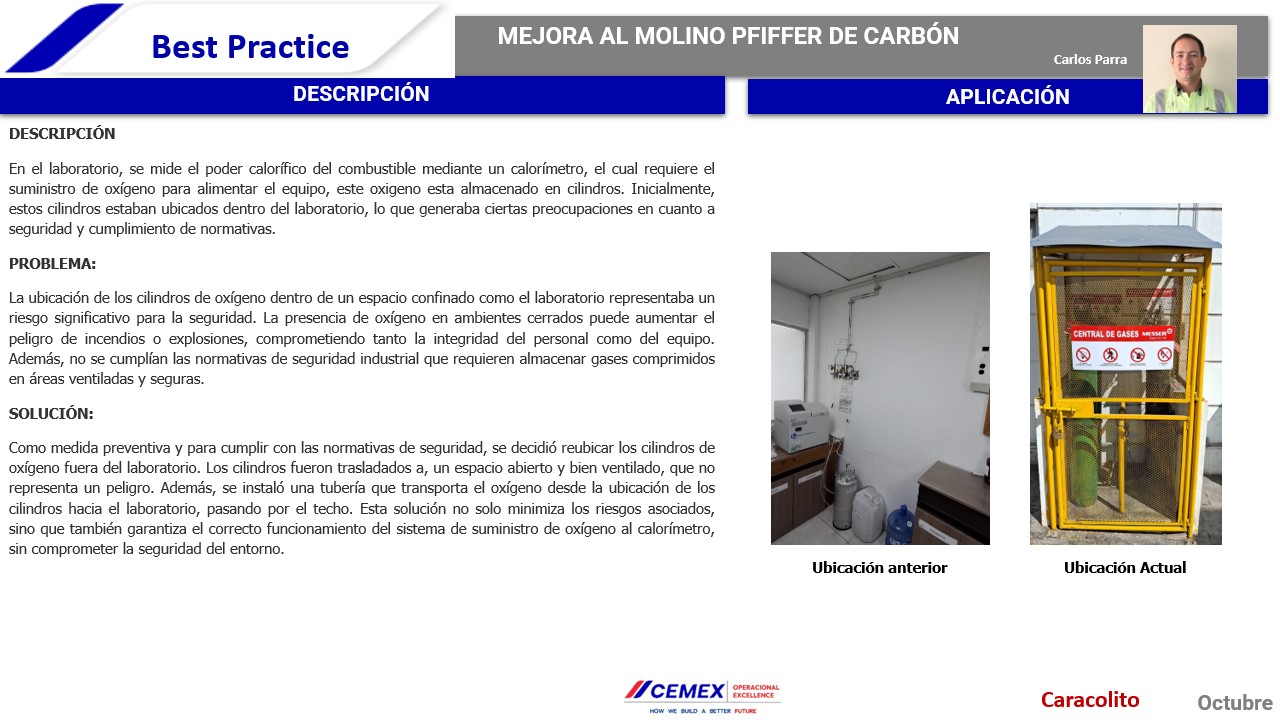 Best Practice
MEJORA AL MOLINO PFIFFER DE CARBÓN
Carlos Parra
DESCRIPCIÓN
APLICACIÓN
DESCRIPCIÓN
En el laboratorio, se mide el poder calorífico del combustible mediante un calorímetro, el cual requiere el
suministro de oxígeno para alimentar el equipo, este oxigeno esta almacenado en cilindros. Inicialmente,
estos cilindros estaban ubicados dentro del laboratorio, lo que generaba ciertas preocupaciones en cuanto a
seguridad y cumplimiento de normativas.
PROBLEMA:
La ubicación de los cilindros de oxígeno dentro de un espacio confinado como el laboratorio representaba un
riesgo significativo para la seguridad. La presencia de oxígeno en ambientes cerrados puede aumentar el
peligro de incendios o explosiones, comprometiendo tanto la integridad del personal como del equipo.
Además, no se cumplían las normativas de seguridad industrial que requieren almacenar gases comprimidos
en áreas ventiladas y seguras.
SOLUCIÓN:
Como medida preventiva y para cumplir con las normativas de seguridad, se decidió reubicar los cilindros de
oxígeno fuera del laboratorio. Los cilindros fueron trasladados a, un espacio abierto y bien ventilado, que no
representa un peligro. Además, se instaló una tubería que transporta el oxígeno desde la ubicación de los
cilindros hacia el laboratorio, pasando por el techo. Esta solución no solo minimiza los riesgos asociados,
sino que también garantiza el correcto funcionamiento del sistema de suministro de oxígeno al calorímetro,
sin comprometer la seguridad del entorno.
CENTRAL DE GASES MESSER
Ubicación anterior
Ubicación Actual
CEMEX
OPERACIONAL
EXCELLENCE
HOW WE BUILD A BETTER FUTURE
Caracolito
Octubre